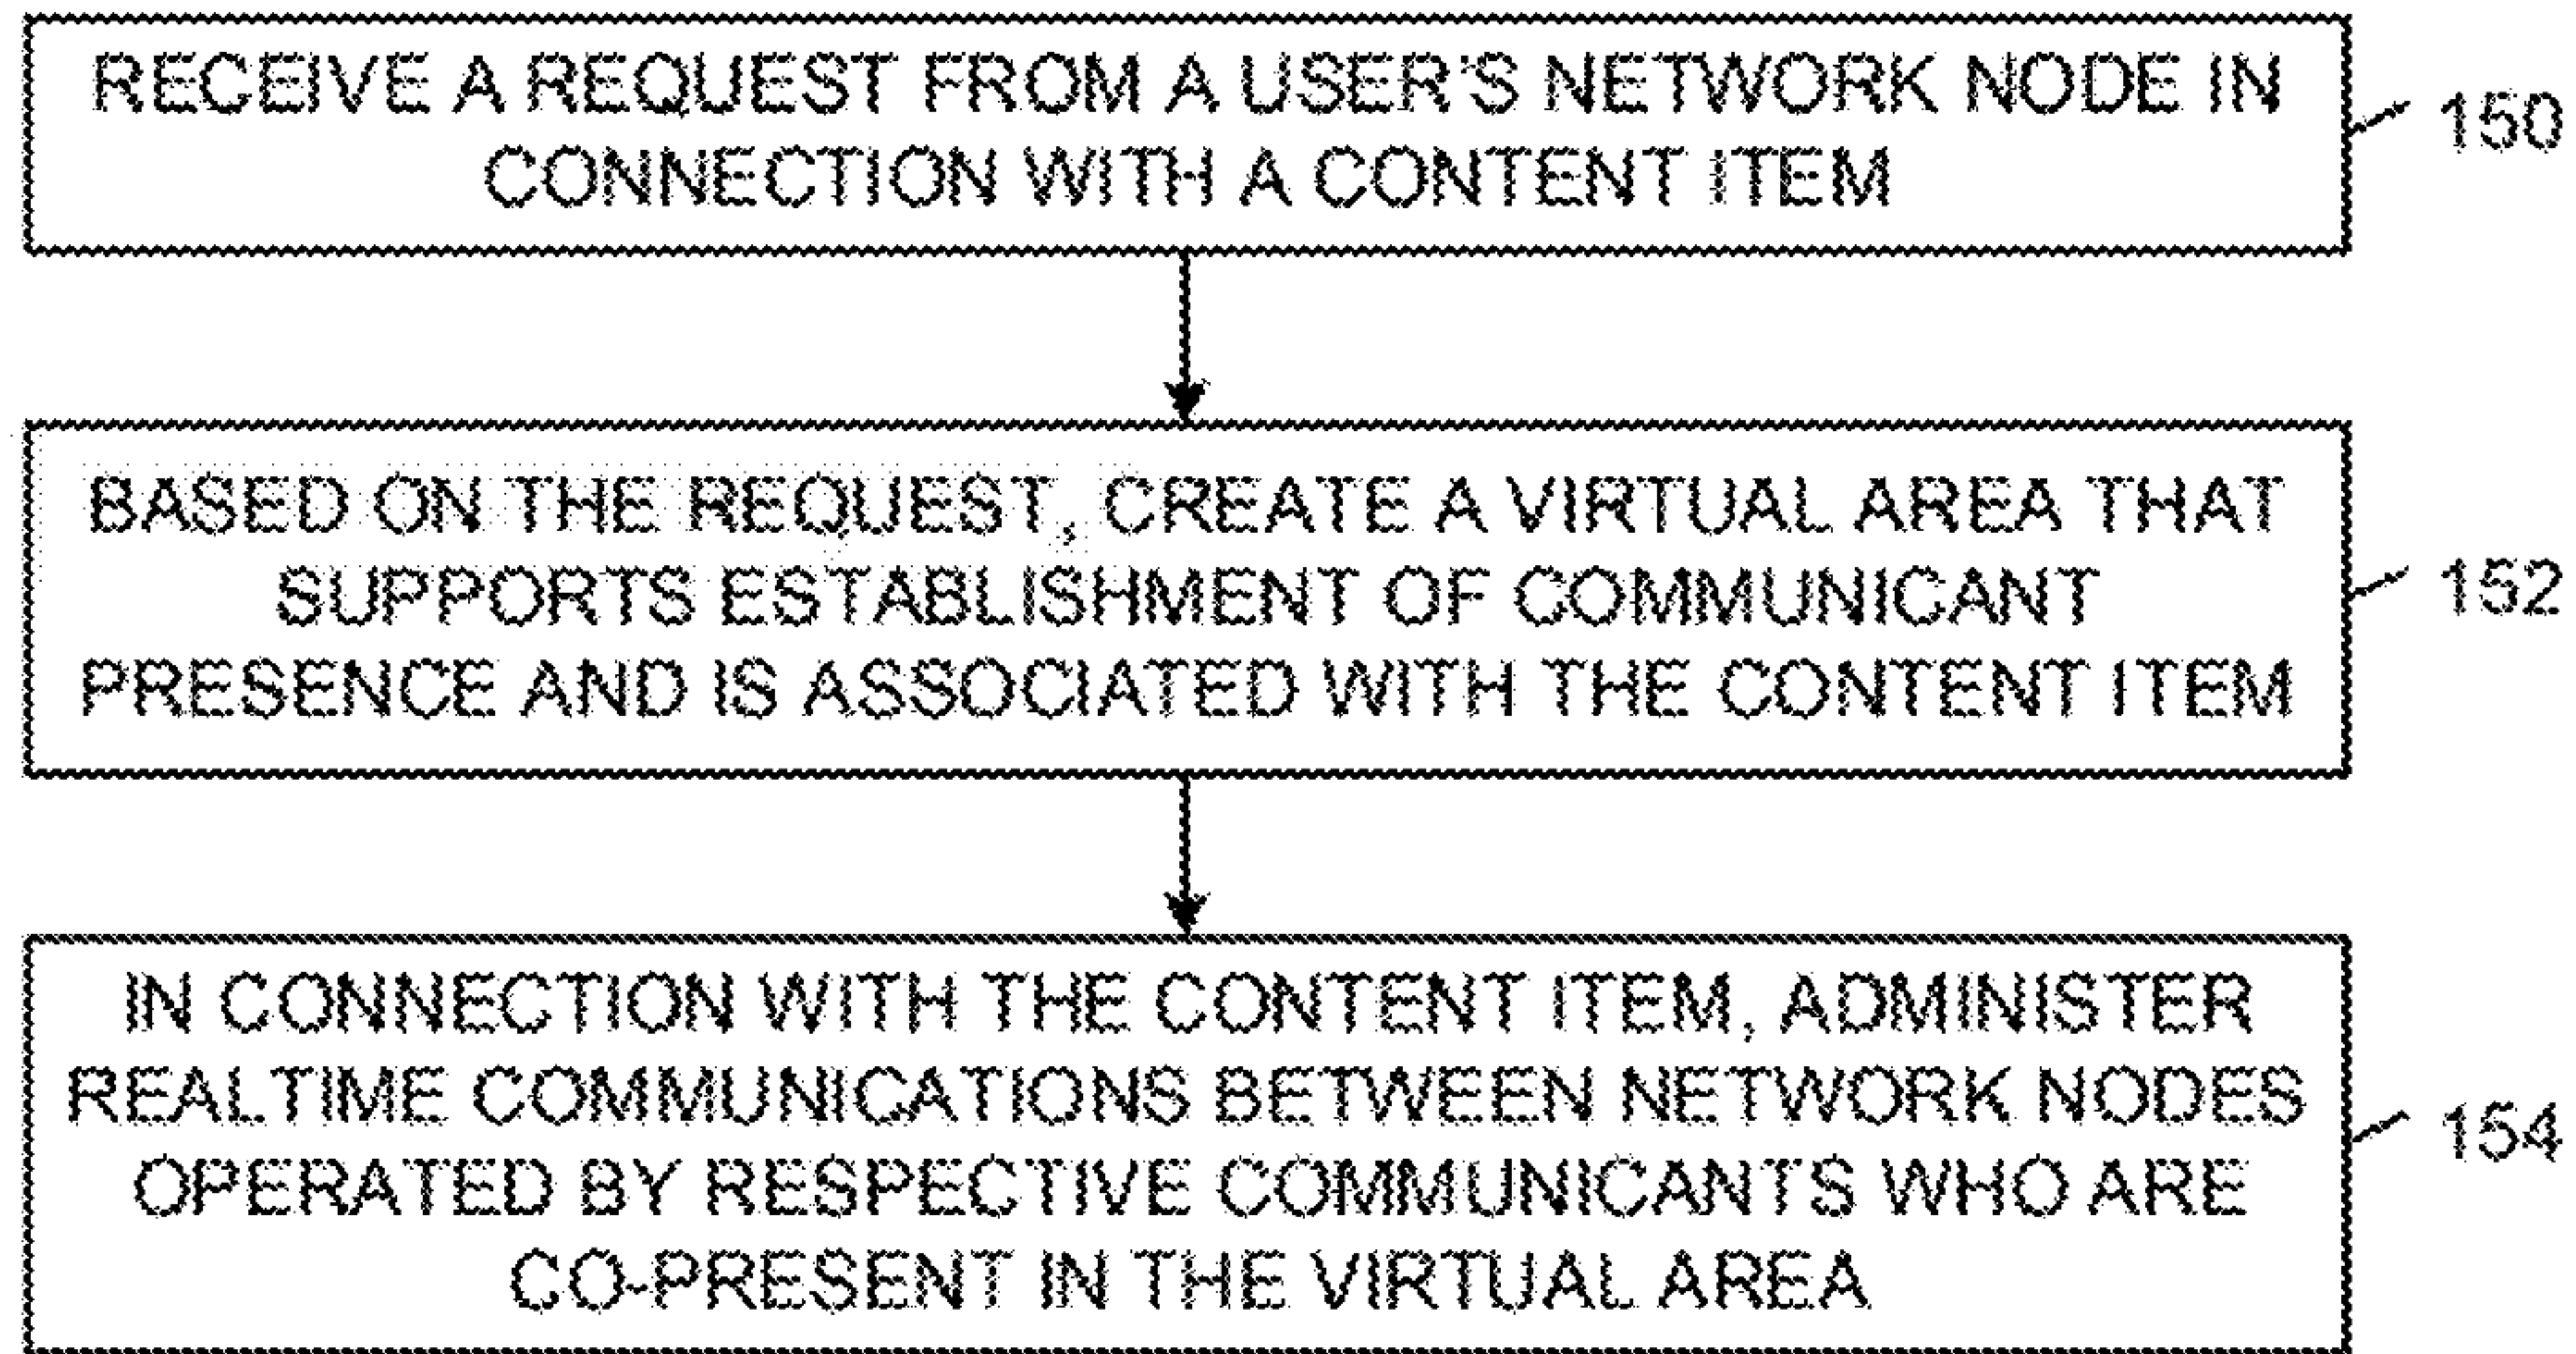 RECEIVE A REQUEST FROM A USER'S NETWORK NODE IN
CONNECTION WITH A CONTENT ITEM
150
BASED ON THE REQUEST, CREATE A VIRTUAL AREA THAT
SUPPORTS ESTABLISHMENT OF COMMUNICANT
PRESENCE AND IS ASSOCIATED WITH THE CONTENT ITEM
152
IN CONNECTION WITH THE CONTENT ITEM, ADMINISTER
REALTIME COMMUNICATIONS BETWEEN NETWORK NODES
OPERATED BY RESPECTIVE COMMUNICANTS WHO ARE
CO-PRESENT IN THE VIRTUAL AREA
154